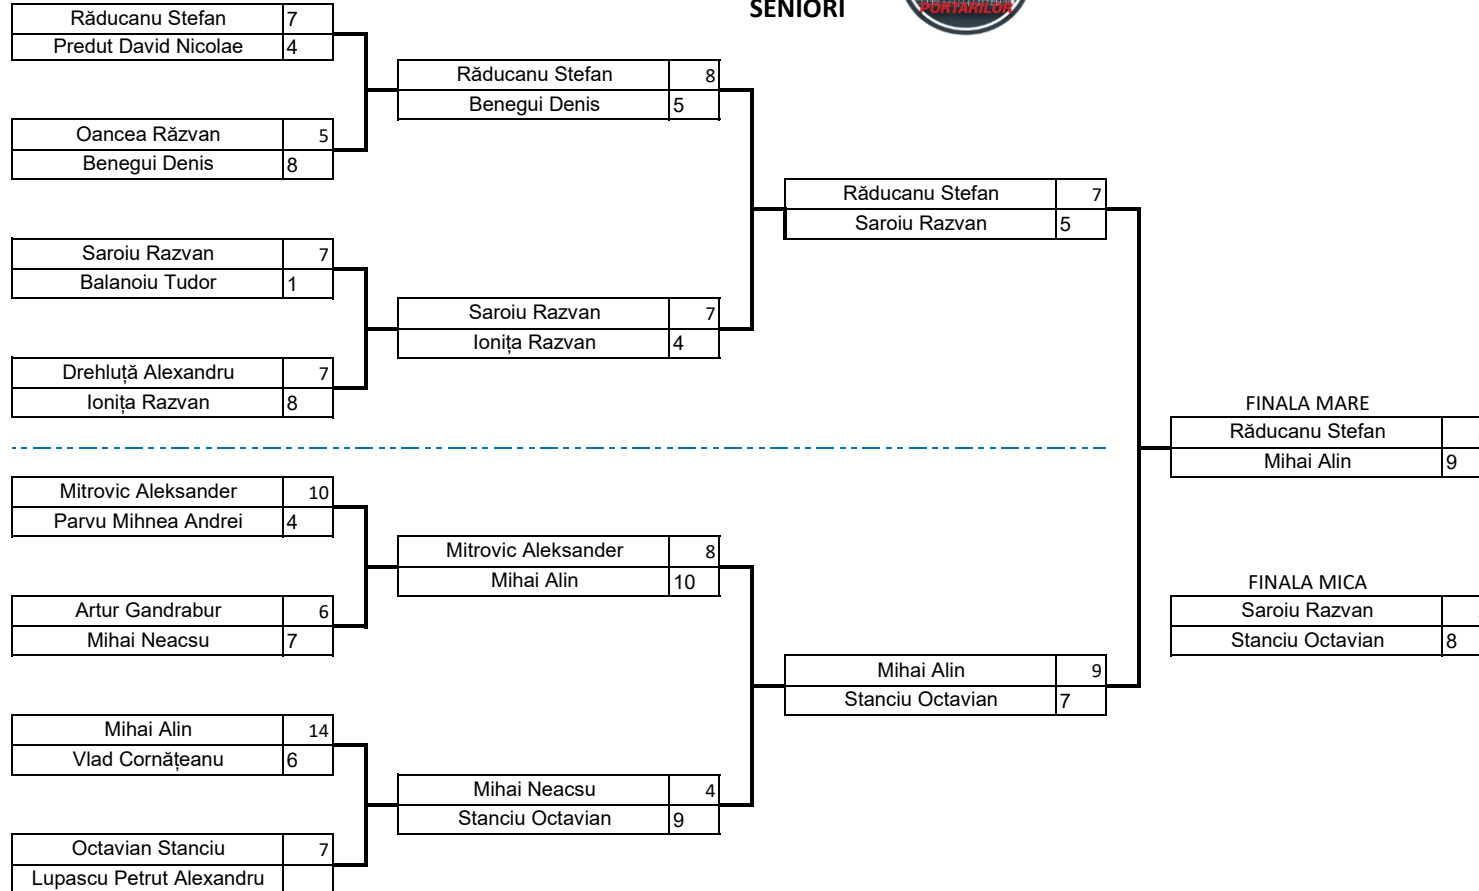 SENIORI
PORTARILOR
Răducanu Stefan 7
Predut David Nicolae 4
Răducanu Stefan 8
Benegui Denis 5
Oancea Răzvan 5
Benegui Denis 8
Răducanu Stefan 7
Saroiu Razvan 5
Saroiu Razvan 7
Balanoiu Tudor 1
Saroiu Razvan 7
Ionița Razvan 4
Drehluță Alexandru 7
Ionița Razvan 8
FINALA MARE
Răducanu Stefan
Mihai Alin 9
Mitrovic Aleksander 10
Parvu Mihnea Andrei 4
Mitrovic Aleksander 8
Mihai Alin 10
FINALA MICA
Saroiu Razvan
Stanciu Octavian 8
Artur Gandrabur 6
Mihai Neacsu 7
Mihai Alin 9
Stanciu Octavian 7
Mihai Alin 14
Vlad Cornățeanu 6
Mihai Neacsu 4
Stanciu Octavian 9
Octavian Stanciu 7
Lupascu Petrut Alexandru